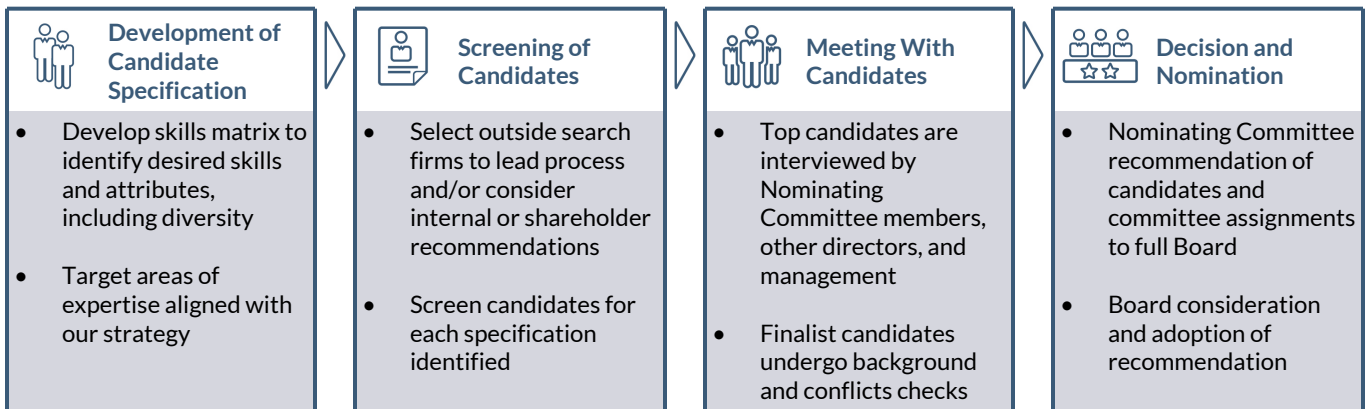 Development of
Candidate
Specification
• Develop skills matrix to
identify desired skills
and attributes,
including diversity
• Target areas of
expertise aligned with
our strategy
Screening of
Candidates
• Select outside search
firms to lead process
and/or consider
internal or shareholder
recommendations
• Screen candidates for
each specification
identified
Meeting With
Candidates
• Top candidates are
interviewed by
Nominating
Committee members,
other directors, and
management
• Finalist candidates
undergo background
and conflicts checks
Decision and
Nomination
• Nominating Committee
recommendation of
candidates and
committee assignments
to full Board
• Board consideration
and adoption of
recommendation